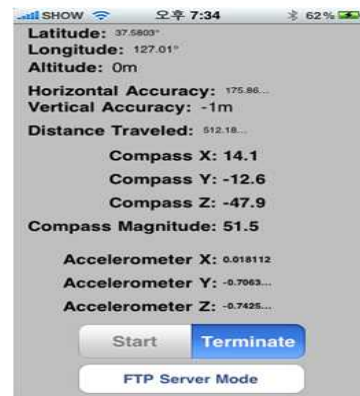 SHOW 오후 7:34 62%
Latitude: 37.5803°
Longitude: 127.01°
Altitude: 0m
Horizontal Accuracy: 175.86...
Vertical Accuracy: -1m
Distance Traveled: 512.18...
Compass X: 14.1
Compass Y: -12.6
Compass Z: -47.9
Compass Magnitude: 51.5
Accelerometer X: 0.018112
Accelerometer Y: -0.7063...
Accelerometer Z: -0.7425...
Start Terminate
FTP Server Mode